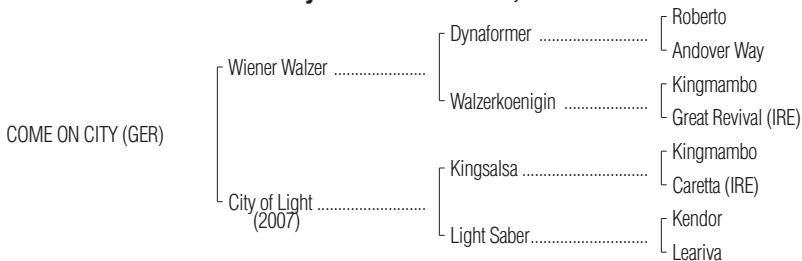 Roberto
Dynaformer ....................
Andover Way
Wiener Walzer .....................
Kingmambo
Walzerkoenigin .................
Great Revival (IRE)
COME ON CITY (GER)
Kingmambo
Kingsalsa .........................
Caretta (IRE)
City of Light .........................
(2007)
Kendor
Light Saber.......................
Leariva